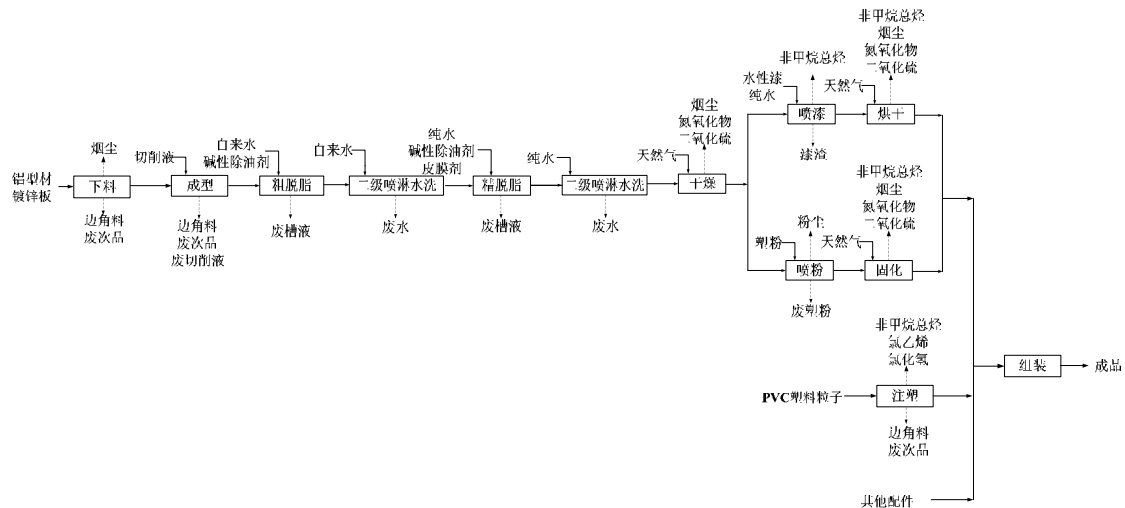 非甲烷总烃
烟尘
氮氧化物
二氧化硫
非甲烷总烃
水性漆
纯水
天然气
喷漆
烘干
漆渣
烟尘
氮氧化物
二氧化硫
烟尘
切削液
自来水
碱性除油剂
自来水
纯水
碱性除油剂
皮膜剂
纯水
天然气
铝型材
镀锌板
下料
成型
粗脱脂
二级喷淋水洗
精脱脂
二级喷淋水洗
干燥
边角料
废次品
边角料
废次品
废切削液
废槽液
废水
废槽液
废水
非甲烷总烃
烟尘
氮氧化物
二氧化硫
粉尘
塑粉
天然气
喷粉
固化
废塑粉
非甲烷总烃
氯乙烯
氯化氢
PVC塑料粒子
注塑
边角料
废次品
组装
成品
其他配件